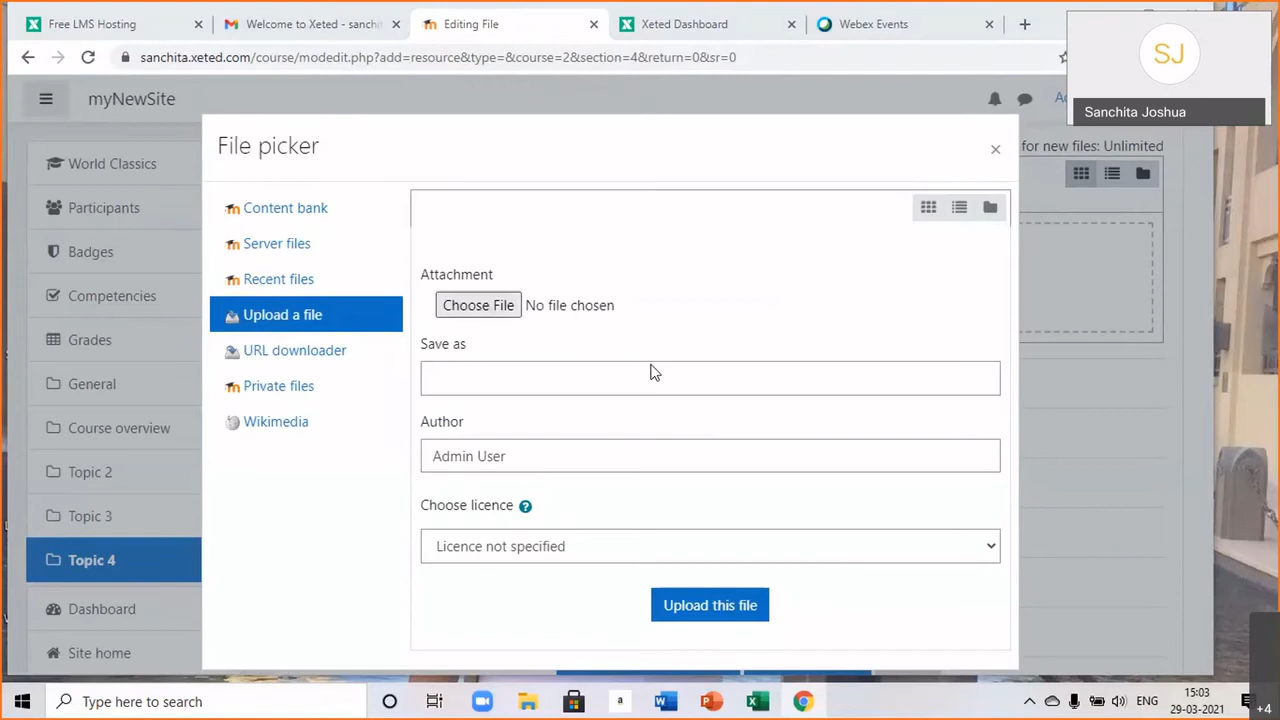 Free LMS Hosting
Welcome to Xeted - sanchi
Editing File
Xeted Dashboard
Webex Events
sanchita.xeted.com/course/modedit.php?add=resource&type=&course=2&section=4&return=0&sr=0
SJ
Sanchita Joshua
myNewSite
File picker
for new files: Unlimited
World Classics
Participants
Badges
Competencies
Grades
General
Course overview
Topic 2
Topic 3
Topic 4
Dashboard
Site home
Content bank
Server files
Recent files
Upload a file
URL downloader
Private files
Wikimedia
Attachment
Choose File No file chosen
Save as
Author
Admin User
Choose licence
Licence not specified
Upload this file
Type here to search
ENG
15:03
29-03-2021
+4